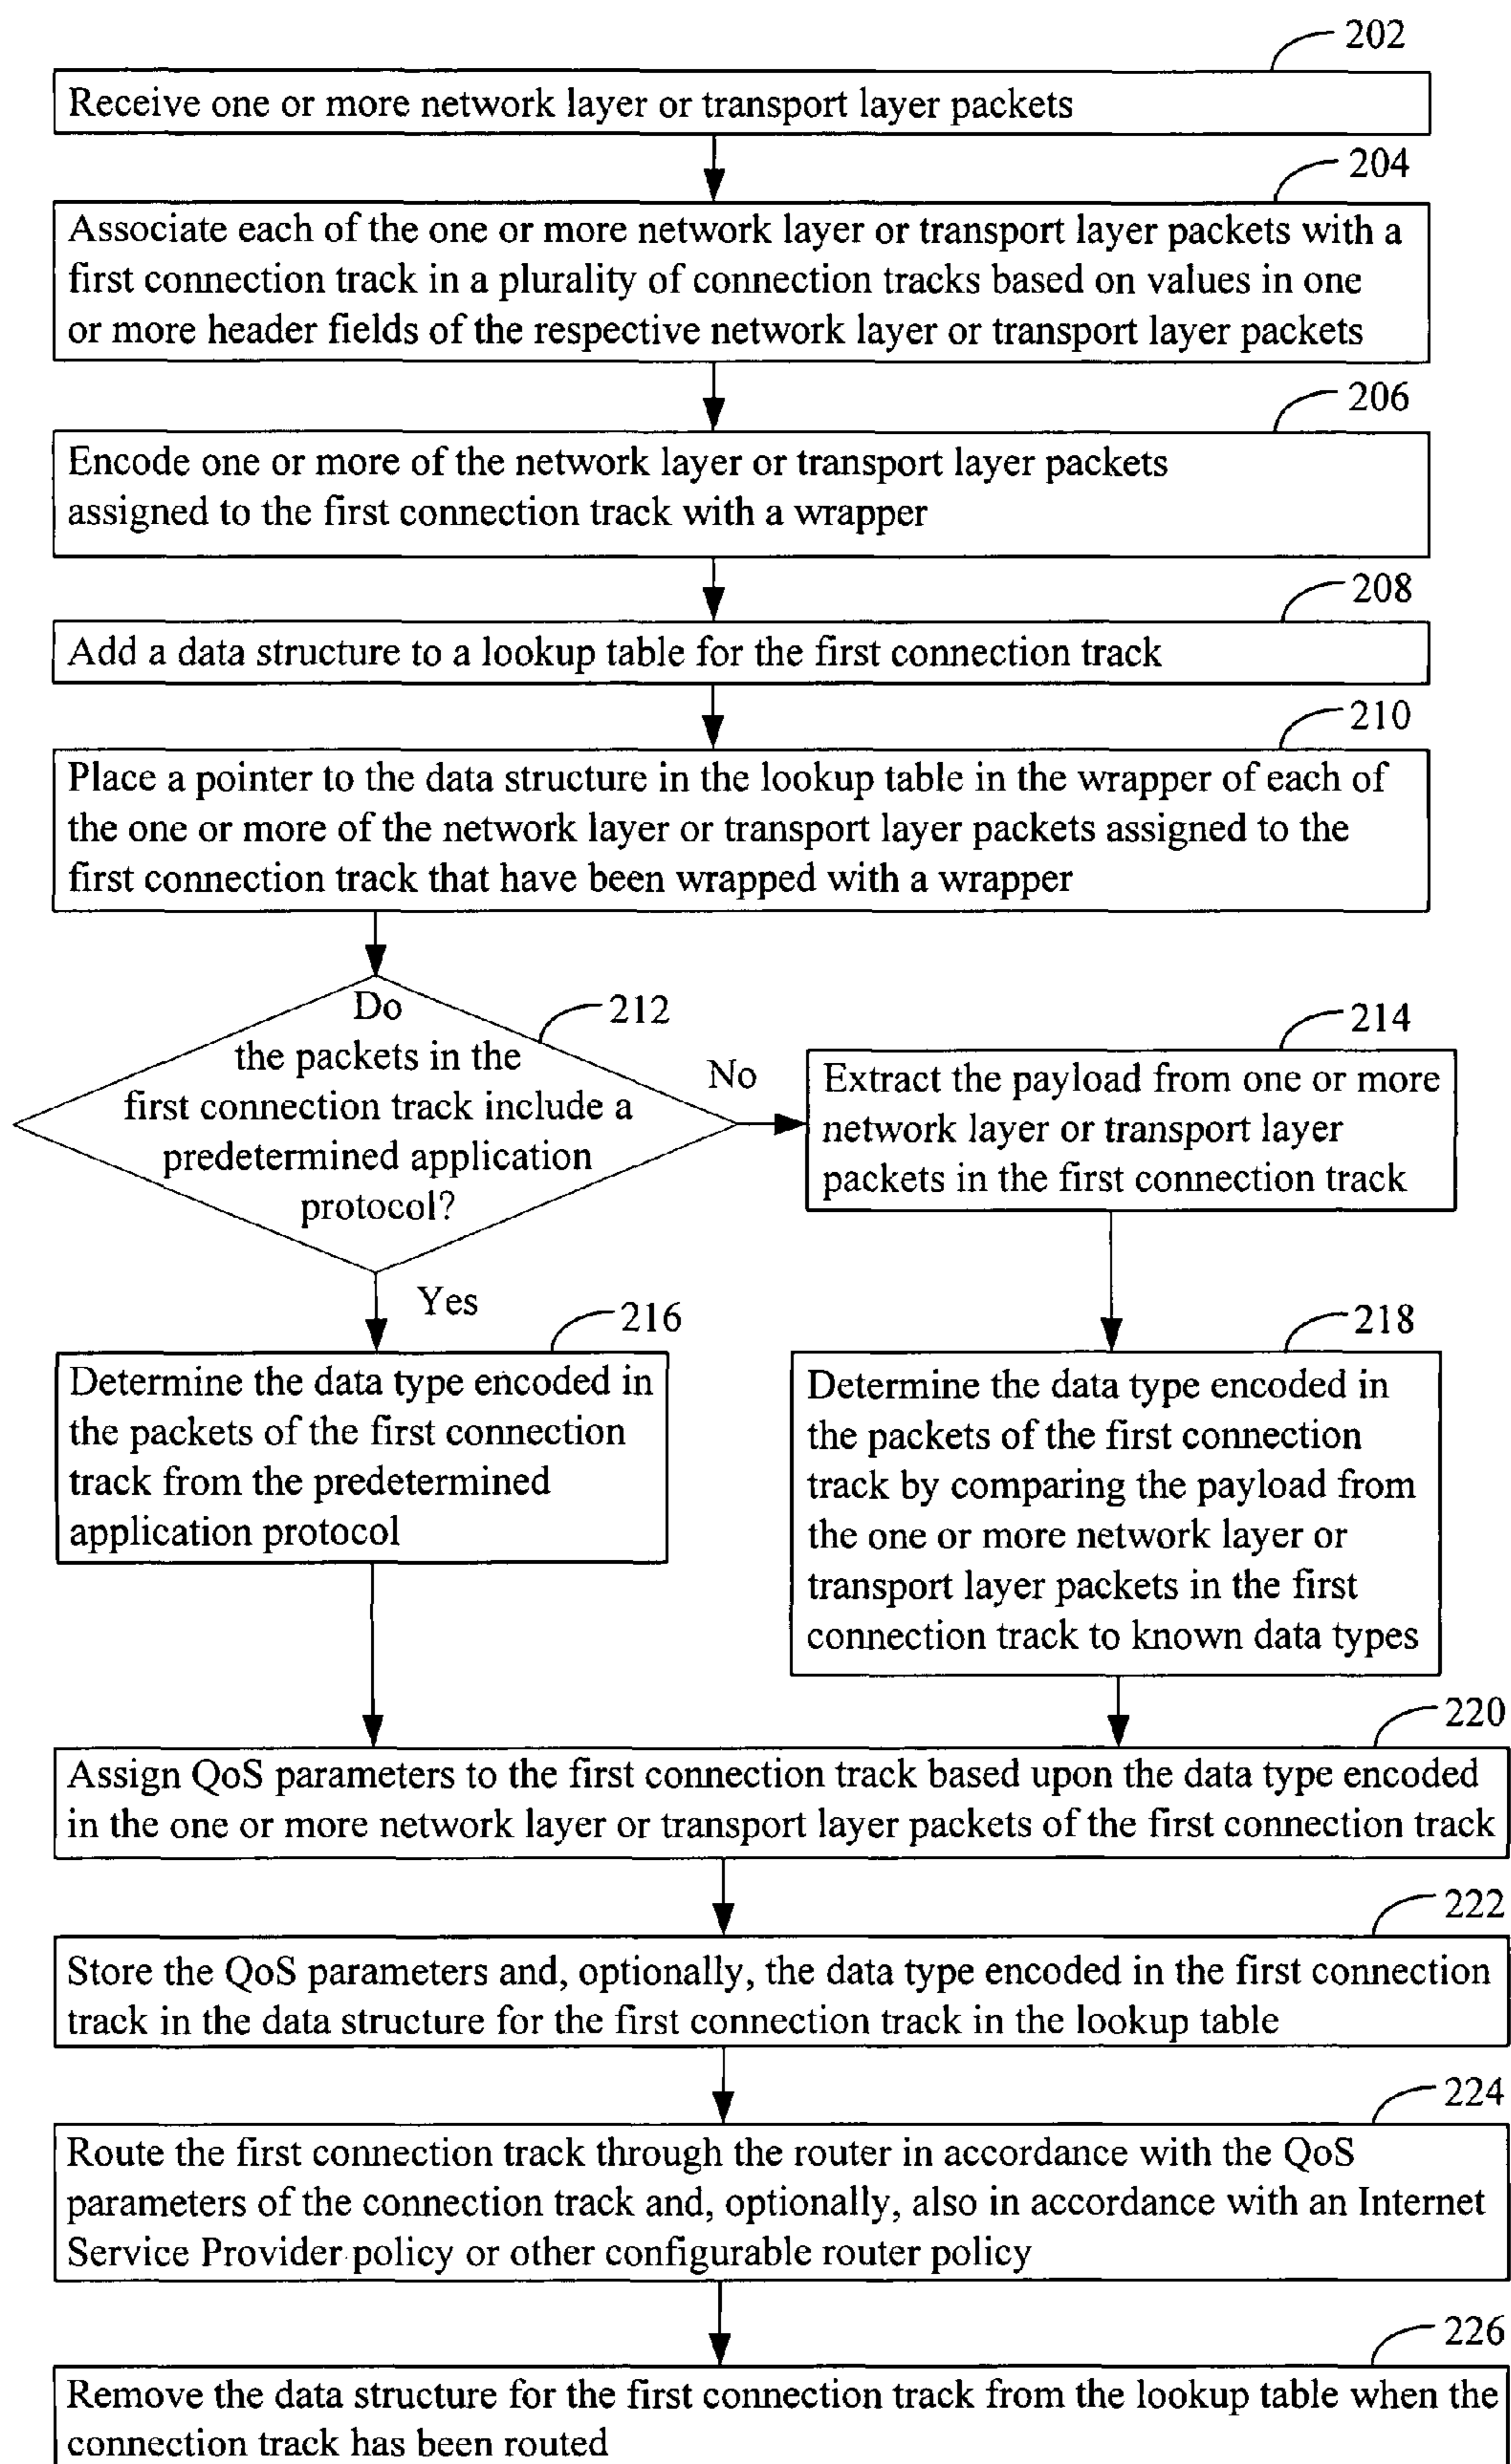 202
Receive one or more network layer or transport layer packets
204
Associate each of the one or more network layer or transport layer packets with a
first connection track in a plurality of connection tracks based on values in one
or more header fields of the respective network layer or transport layer packets
206
Encode one or more of the network layer or transport layer packets
assigned to the first connection track with a wrapper
208
Add a data structure to a lookup table for the first connection track
210
Place a pointer to the data structure in the lookup table in the wrapper of each of
the one or more of the network layer or transport layer packets assigned to the
first connection track that have been wrapped with a wrapper
212
Do
the packets in the
first connection track include a
predetermined application
protocol?
No
214
Extract the payload from one or more
network layer or transport layer
packets in the first connection track
Yes
216
Determine the data type encoded in
the packets of the first connection
track from the predetermined
application protocol
218
Determine the data type encoded in
the packets of the first connection
track by comparing the payload from
the one or more network layer or
transport layer packets in the first
connection track to known data types
220
Assign QoS parameters to the first connection track based upon the data type encoded
in the one or more network layer or transport layer packets of the first connection track
222
Store the QoS parameters and, optionally, the data type encoded in the first connection
track in the data structure for the first connection track in the lookup table
224
Route the first connection track through the router in accordance with the QoS
parameters of the connection track and, optionally, also in accordance with an Internet
Service Provider policy or other configurable router policy
226
Remove the data structure for the first connection track from the lookup table when the
connection track has been routed